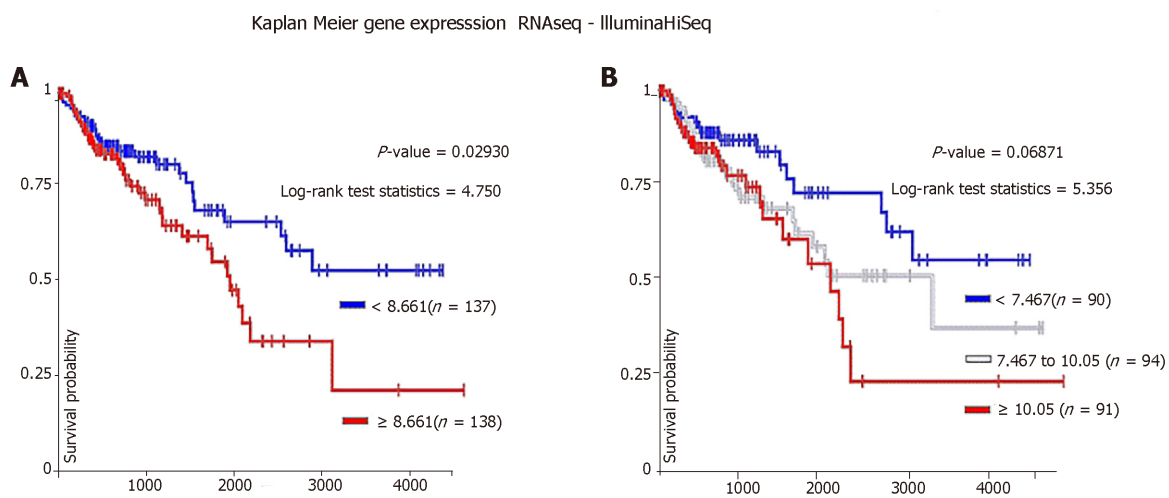 Kaplan Meier gene expresssion RNAseq - IlluminaHiSeq
A
1
0.75
0.5
0.25
0
Survival probability
P-value = 0.02930
Log-rank test statistics = 4.750
< 8.661(n = 137)
≥ 8.661(n = 138)
1000 2000 3000 4000
B
1
0.75
0.5
0.25
0
Survival probability
P-value = 0.06871
Log-rank test statistics = 5.356
< 7.467(n = 90)
7.467 to 10.05 (n = 94)
≥ 10.05 (n = 91)
1000 2000 3000 4000